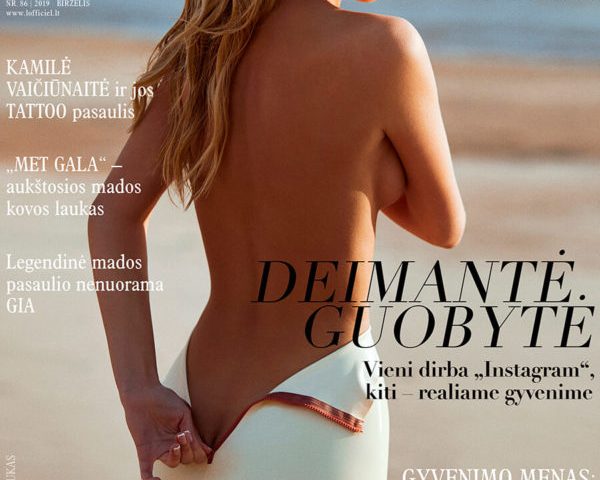 NR. 86 | 2019 BIRŽELIS
www.lofficiel.lt
KAMILĖ
VAIČIŪNAITĖ ir jos
TATTOO pasaulis
„MET GALA“ –
aukštosios mados
kovos laukas
Legendinė mados
pasaulio nenuorama
GIA
DEIMANTĖ
GUOBYTĖ
Vieni dirba „Instagram“,
kiti – realiame gyvenime
GYVENIMO MENAS: